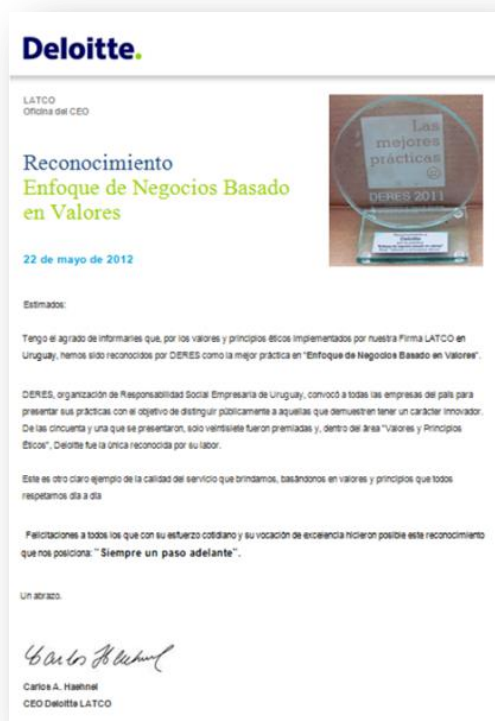 Deloitte.
LATCO
Oficina del CEO
Las
mejores
prácticas
DERES 2011
Deloitte
Reconocimiento
Enfoque de Negocios Basado
en Valores
22 de mayo de 2012
Estimados:
Tengo el agrado de informarles que, por los valores y principios éticos implementados por nuestra Firma LATCO en
Uruguay, hemos sido reconocidos por DERES como la mejor práctica en "Enfoque de Negocios Basado en Valores".
DERES, organización de Responsabilidad Social Empresaria de Uruguay, convocó a todas las empresas del país para
presentar sus prácticas con el objetivo de distinguir públicamente a aquellas que demuestren tener un carácter innovador.
De las cincuenta y una que se presentaron, solo veintisiete fueron premiadas y, dentro del área "Valores y Principios
Éticos", Deloitte fue la única reconocida por su labor.
Este es otro claro ejemplo de la calidad del servicio que brindamos, basándonos en valores y principios que todos
respetamos día a día
Felicitaciones a todos los que con su esfuerzo cotidiano y su vocación de excelencia hicieron posible este reconocimiento
que nos posiciona: "Siempre un paso adelante".
Un abrazo.
Carlos A. Haehnel
CEO Deloitte LATCO